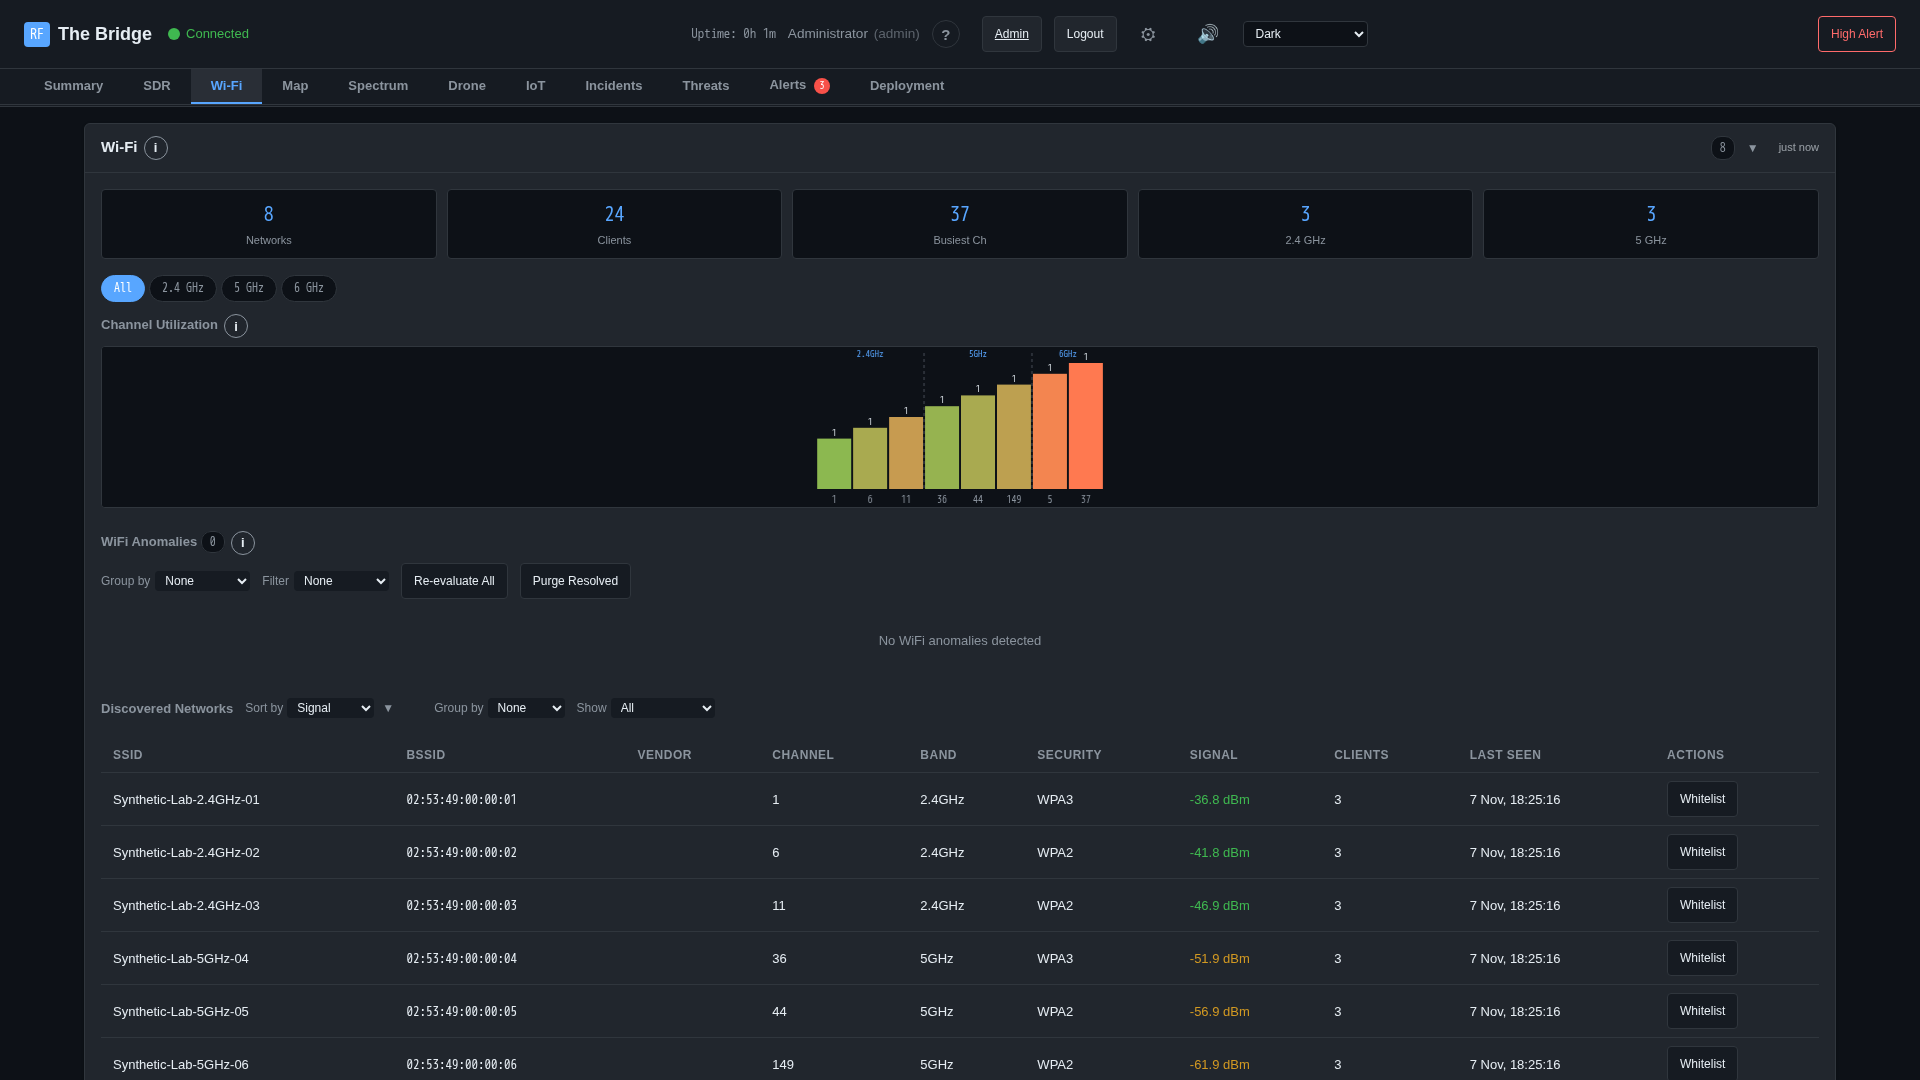 RF The Bridge Connected Uptime: 0h 1m Administrator (admin) ? Admin Logout ⚙ 🔊 Dark High Alert
Summary SDR Wi-Fi Map Spectrum Drone IoT Incidents Threats Alerts 3 Deployment
Wi-Fi i 8 ▼ just now
8 24 37 3 3
Networks Clients Busiest Ch 2.4 GHz 5 GHz
All 2.4 GHz 5 GHz 6 GHz
Channel Utilization i
2.4GHz 5GHz 6GHz
1 1 1 1 1 1 1 1
1 6 11 36 44 149 5 37
WiFi Anomalies 0 i
Group by None Filter None Re-evaluate All Purge Resolved
No WiFi anomalies detected
Discovered Networks Sort by Signal ▼ Group by None Show All
SSID BSSID VENDOR CHANNEL BAND SECURITY SIGNAL CLIENTS LAST SEEN ACTIONS
Synthetic-Lab-2.4GHz-01 02:53:49:00:00:01 1 2.4GHz WPA3 -36.8 dBm 3 7 Nov, 18:25:16 Whitelist
Synthetic-Lab-2.4GHz-02 02:53:49:00:00:02 6 2.4GHz WPA2 -41.8 dBm 3 7 Nov, 18:25:16 Whitelist
Synthetic-Lab-2.4GHz-03 02:53:49:00:00:03 11 2.4GHz WPA2 -46.9 dBm 3 7 Nov, 18:25:16 Whitelist
Synthetic-Lab-5GHz-04 02:53:49:00:00:04 36 5GHz WPA3 -51.9 dBm 3 7 Nov, 18:25:16 Whitelist
Synthetic-Lab-5GHz-05 02:53:49:00:00:05 44 5GHz WPA2 -56.9 dBm 3 7 Nov, 18:25:16 Whitelist
Synthetic-Lab-5GHz-06 02:53:49:00:00:06 149 5GHz WPA2 -61.9 dBm 3 7 Nov, 18:25:16 Whitelist